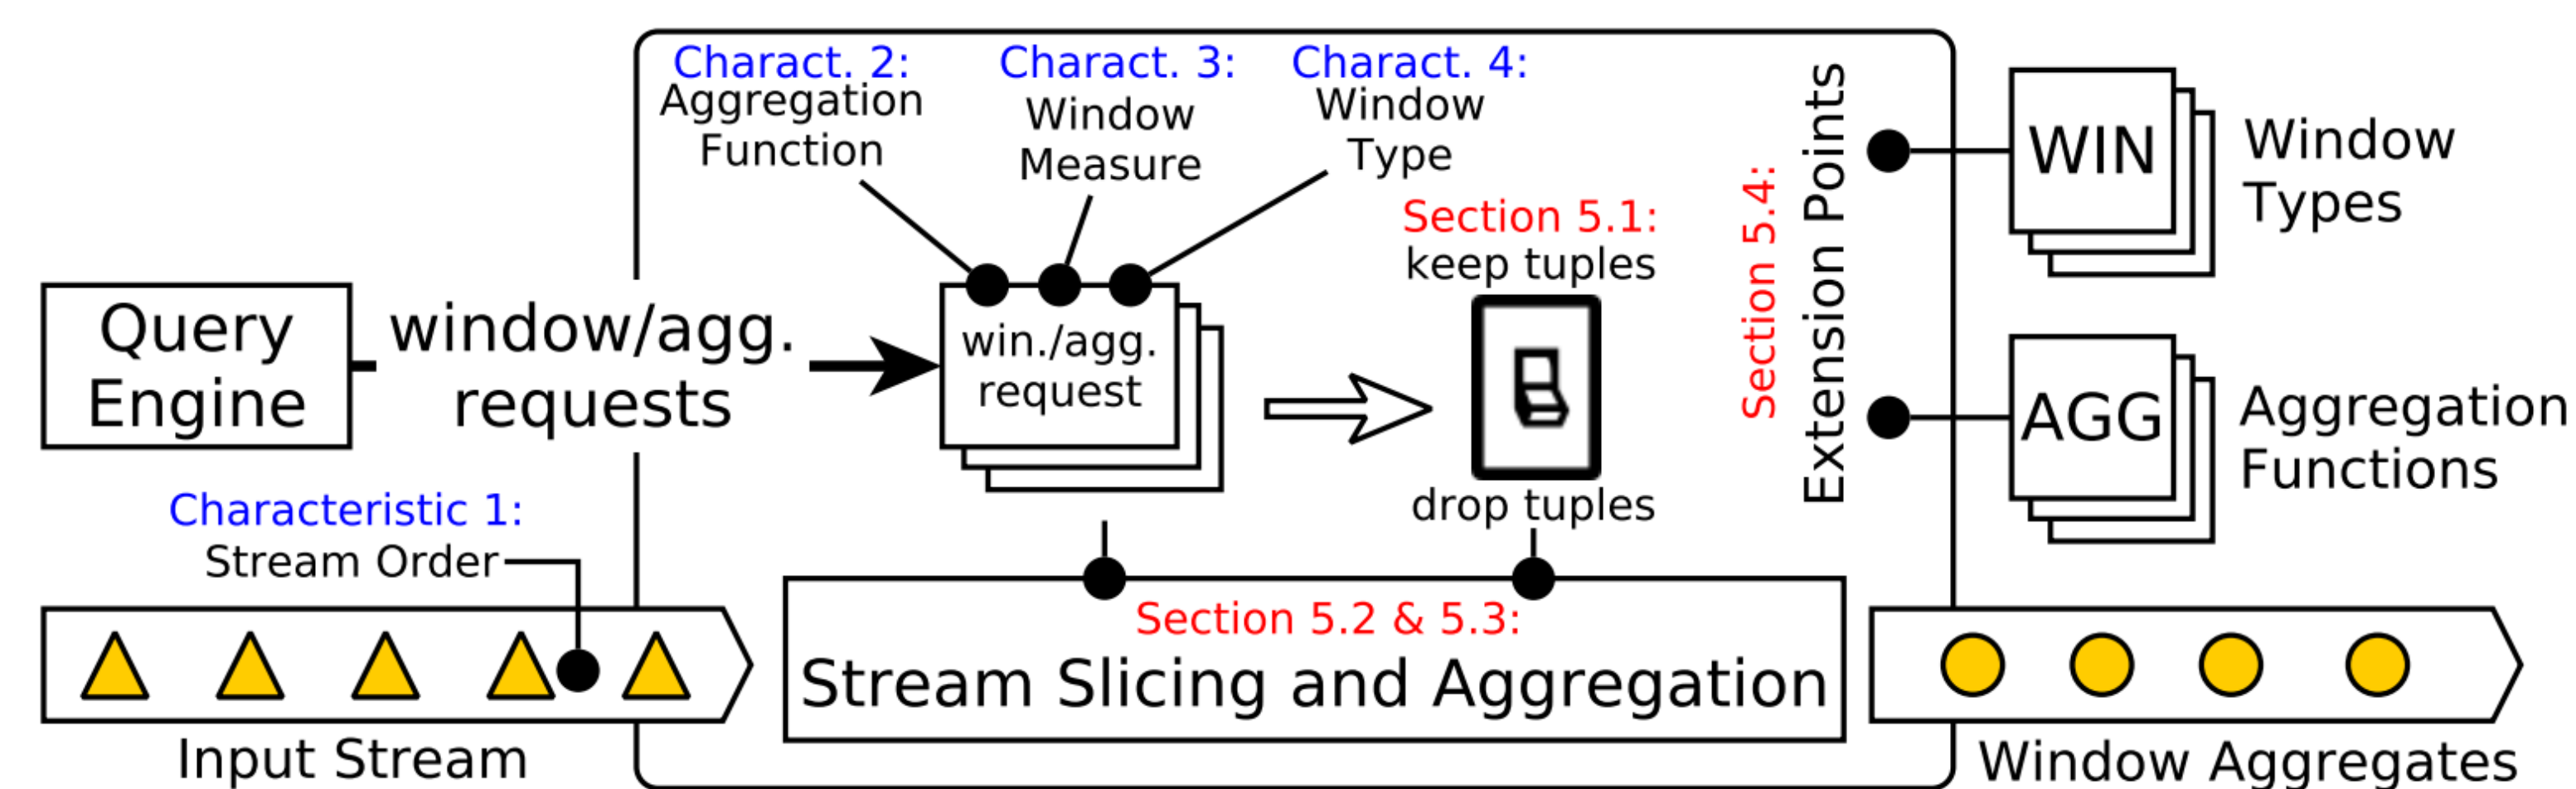 Charact. 2:
Aggregation
Function
Charact. 3:
Window
Measure
Charact. 4:
Window
Type
Section 5.1:
keep tuples
drop tuples
Section 5.4:
Extension Points
WIN
Window
Types
AGG
Aggregation
Functions
Query
Engine
window/agg.
requests
win./agg.
request
Characteristic 1:
Stream Order
Input Stream
Section 5.2 & 5.3:
Stream Slicing and Aggregation
Window Aggregates